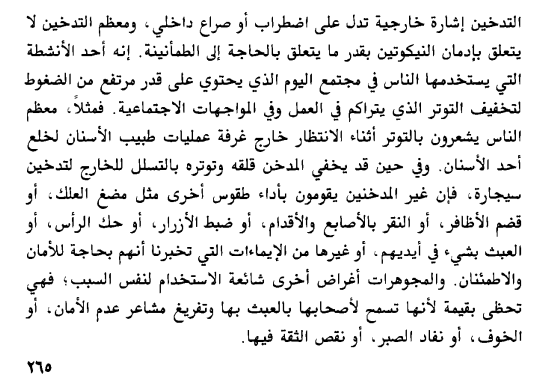 التدخين إشارة خارجية تدل على اضطراب أو صراع داخلي، ومعظم التدخين لا
يتعلق بإدمان النيكوتين بقدر ما يتعلق بالحاجة إلى الطمأنينة. إنه أحد الأنشطة
التي يستخدمها الناس في مجتمع اليوم الذي يحتوي على قدر مرتفع من الضغوط
لتخفيف التوتر الذي يتراكم في العمل وفي المواجهات الاجتماعية. فمثلاً، معظم
الناس يشعرون بالتوتر أثناء الانتظار خارج غرفة عمليات طبيب الأسنان لخلع
أحد الأسنان. وفي حين قد يخفي المدخن قلقه وتوتره بالتسلل للخارج لتدخين
سيجارة، فإن غير المدخنين يقومون بأداء طقوس أخرى مثل مضغ العلك، أو
قضم الأظافر، أو النقر بالأصابع والأقدام، أو ضبط الأزرار، أو حك الرأس، أو
العبث بشيء في أيديهم، أو غيرها من الإيماءات التي تخبرنا أنهم بحاجة للأمان
والاطمئنان. والمجوهرات أغراض أخرى شائعة الاستخدام لنفس السبب؛ فهي
تحظى بقيمة لأنها تسمح لأصحابها بالعبث بها وتفريغ مشاعر عدم الأمان، أو
الخوف، أو نفاد الصبر، أو نقص الثقة فيها.
٢٦٥